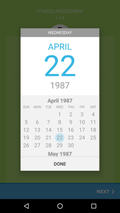 WEDNESDAY
APRIL
22
1987
April 1987
SUN MON TUE WED THU FRI SAT
1 2 3 4
5 6 7 8 9 10 11
12 13 14 15 16 17 18
19 20 21 22 23 24 25
26 27 28 29 30
May 1987
DONE
NEXT